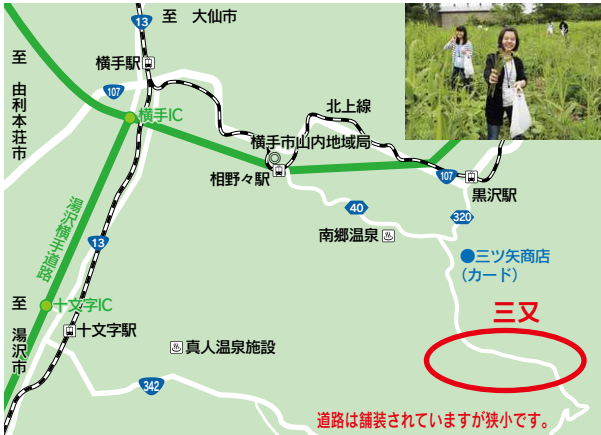 至 大仙市
13
至 由利本荘市
横手駅
107
横手IC
北上線
横手市山内地域局
相野々駅
107
黒沢駅
40
320
南郷温泉
湯沢横手道路
13
三ツ矢商店
(カード)
至 湯沢市
十文字IC
十文字駅
真人温泉施設
三又
342
道路は舗装されていますが狭小です。